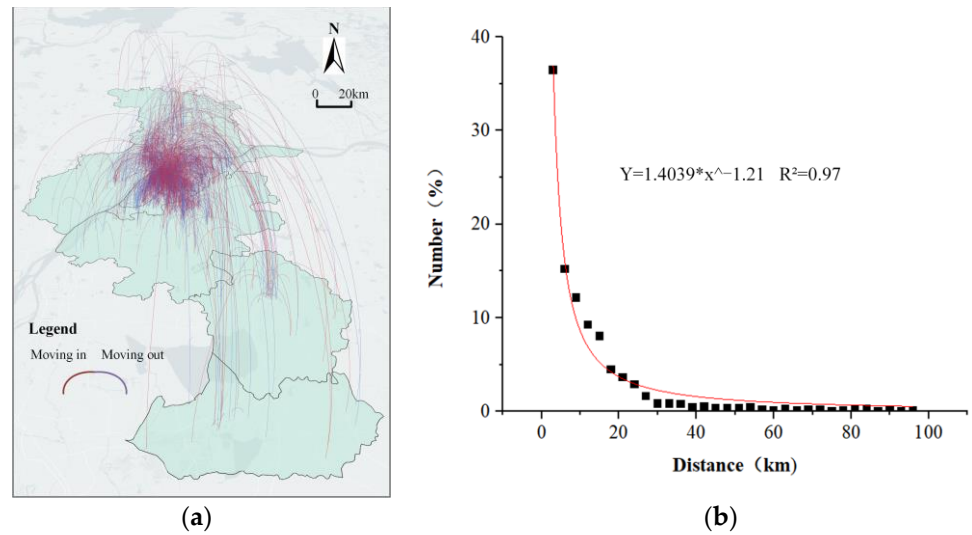 N
0 20km
Legend
Moving in Moving out
(a)
40
30
20
10
0
Number（%）
Y=1.4039*x^−1.21 R²=0.97
0 20 40 60 80 100
Distance（km)
(b)